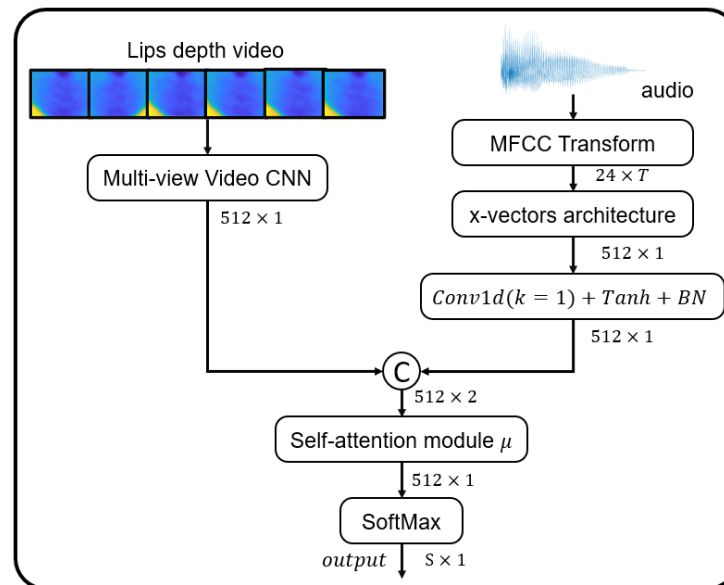 Lips depth video
audio
MFCC Transform
24 × T
Multi-view Video CNN
x-vectors architecture
512 × 1
512 × 1
Conv1d(k = 1) + Tanh + BN
512 × 1
C
512 × 2
Self-attention module μ
512 × 1
SoftMax
output
S × 1